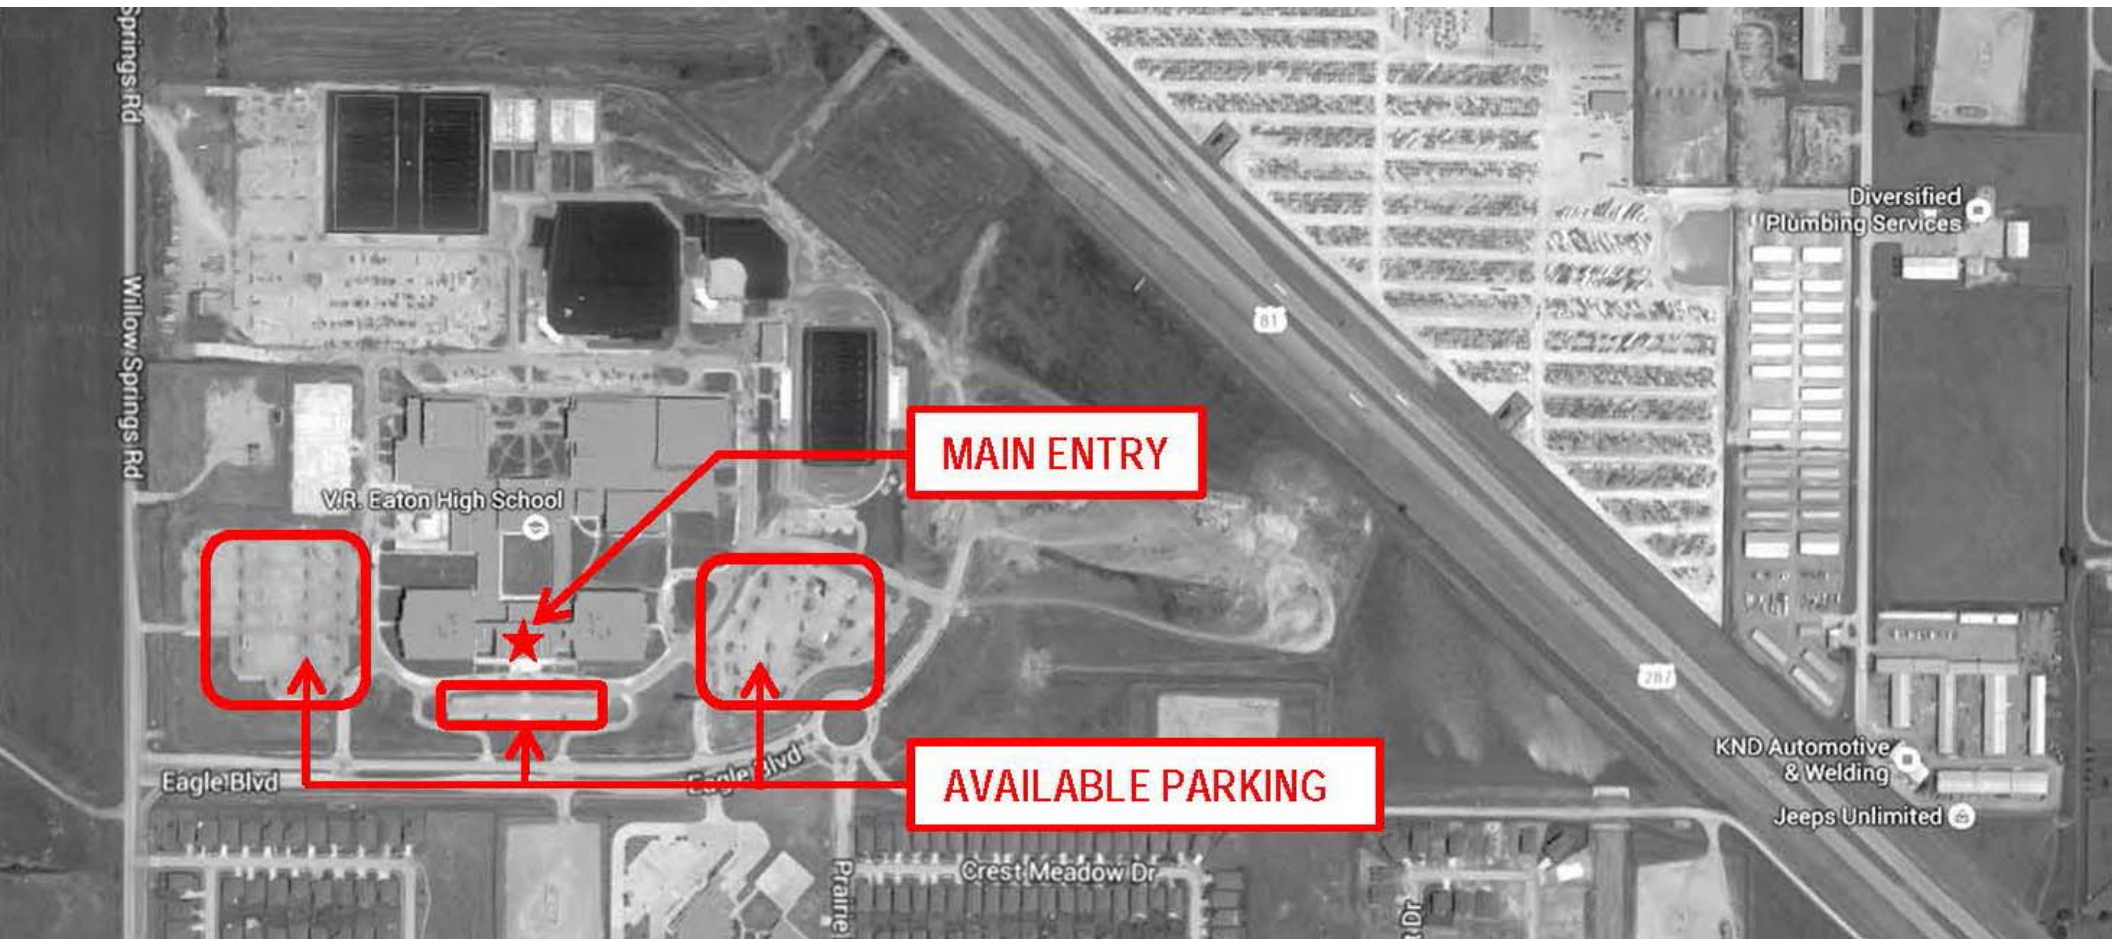 Springs Rd
Diversified
Plumbing Services
Willow Springs Rd
81
MAIN ENTRY
V.R. Eaton High School
287
KND Automotive
& Welding
Eagle Blvd
Eagle Blvd
AVAILABLE PARKING
Jeeps Unlimited
Crest Meadow Dr
Prairie
t Dr